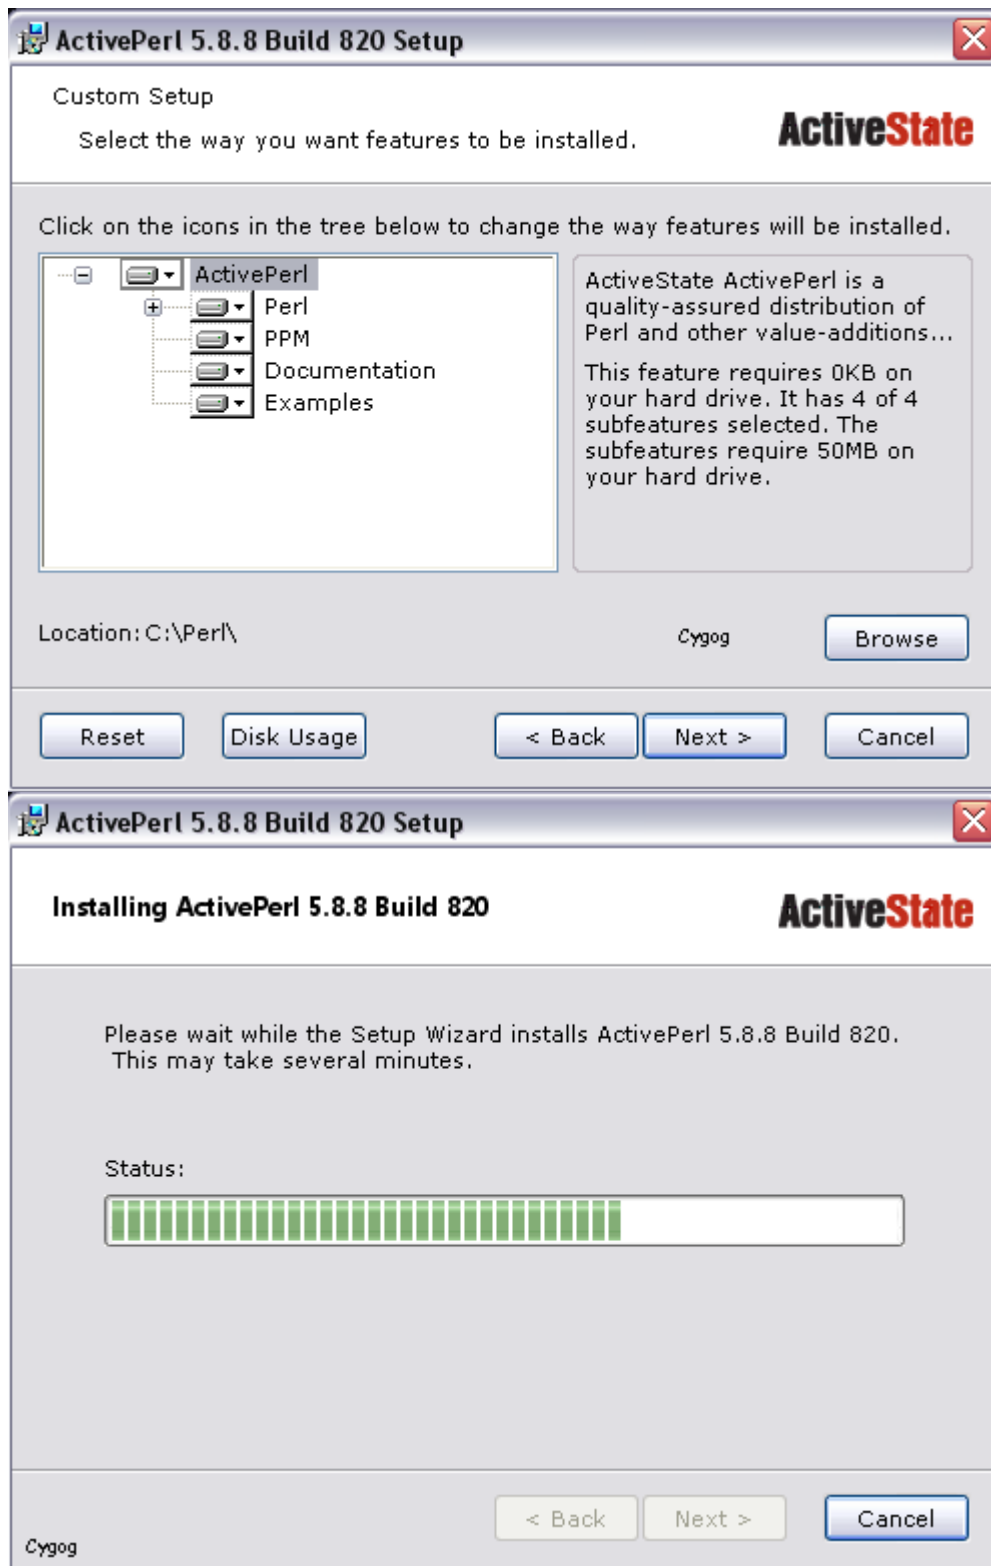 ActivePerl 5.8.8 Build 820 Setup
Custom Setup
Select the way you want features to be installed.
ActiveState
Click on the icons in the tree below to change the way features will be installed.
ActivePerl
Perl
PPM
Documentation
Examples
ActiveState ActivePerl is a
quality-assured distribution of
Perl and other value-additions...
This feature requires 0KB on
your hard drive. It has 4 of 4
subfeatures selected. The
subfeatures require 50MB on
your hard drive.
Location: C:\Perl\
Cygog
Browse
Reset
Disk Usage
< Back
Next >
Cancel
ActivePerl 5.8.8 Build 820 Setup
Installing ActivePerl 5.8.8 Build 820
ActiveState
Please wait while the Setup Wizard installs ActivePerl 5.8.8 Build 820.
This may take several minutes.
Status:
< Back
Next >
Cancel
Cygog